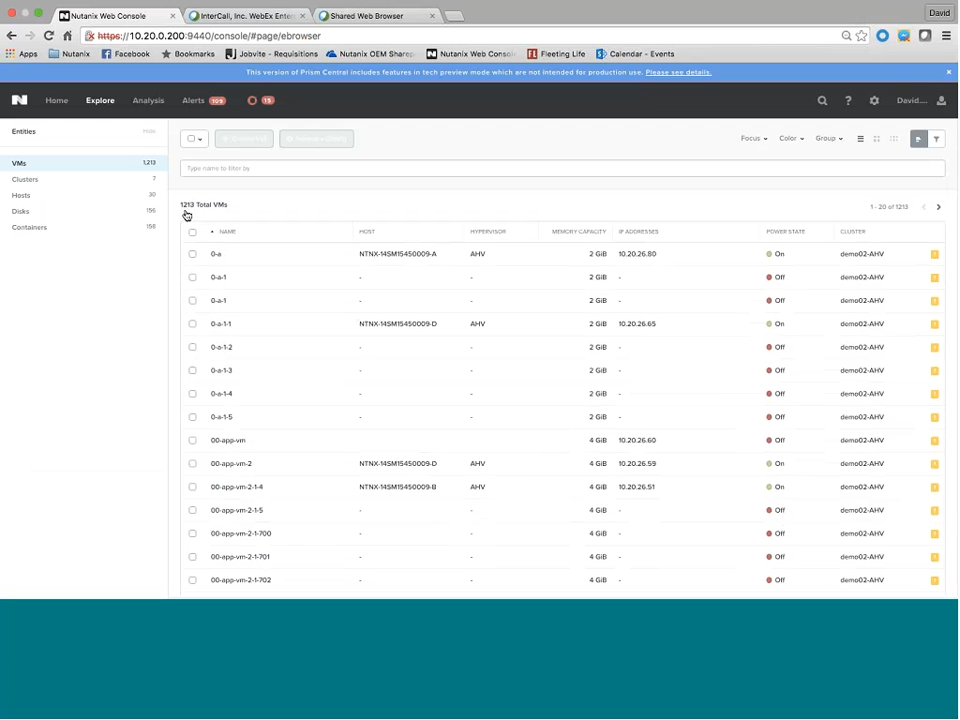 Nutanix Web Console
InterCall, Inc. WebEx Enter
Shared Web Browser
David
https://10.20.0.200:9440/console/#page/ebrowser
Apps
Nutanix
Facebook
Bookmarks
Jobvite - Requisitions
Nutanix OEM Sharep
Nutanix Web Conso
Fleeting Life
Calendar - Events
This version of Prism Central includes features in tech preview mode which are not intended for production use. Please see details.
Home
Explore
Analysis
Alerts 109
15
David....
Entities
VMs 1,213
Clusters 7
Hosts 30
Disks 156
Containers 158
Focus
Color
Group
Type name to filter by
1213 Total VMs
1 - 20 of 1213
NAME HOST HYPERVISOR MEMORY CAPACITY IP ADDRESSES POWER STATE CLUSTER
0-a NTNX-14SM15450009-A AHV 2 GiB 10.20.26.80 On demo02-AHV
0-a-1 - - 2 GiB - Off demo02-AHV
0-a-1 - - 2 GiB - Off demo02-AHV
0-a-1-1 NTNX-14SM15450009-D AHV 2 GiB 10.20.26.65 On demo02-AHV
0-a-1-2 - - 2 GiB - Off demo02-AHV
0-a-1-3 - - 2 GiB - Off demo02-AHV
0-a-1-4 - - 2 GiB - Off demo02-AHV
0-a-1-5 - - 2 GiB - Off demo02-AHV
00-app-vm 4 GiB 10.20.26.60 Off demo02-AHV
00-app-vm-2 NTNX-14SM15450009-D AHV 4 GiB 10.20.26.59 On demo02-AHV
00-app-vm-2-1-4 NTNX-14SM15450009-B AHV 4 GiB 10.20.26.51 On demo02-AHV
00-app-vm-2-1-5 - - 4 GiB - Off demo02-AHV
00-app-vm-2-1-700 - - 4 GiB - Off demo02-AHV
00-app-vm-2-1-701 - - 4 GiB - Off demo02-AHV
00-app-vm-2-1-702 - - 4 GiB - Off demo02-AHV